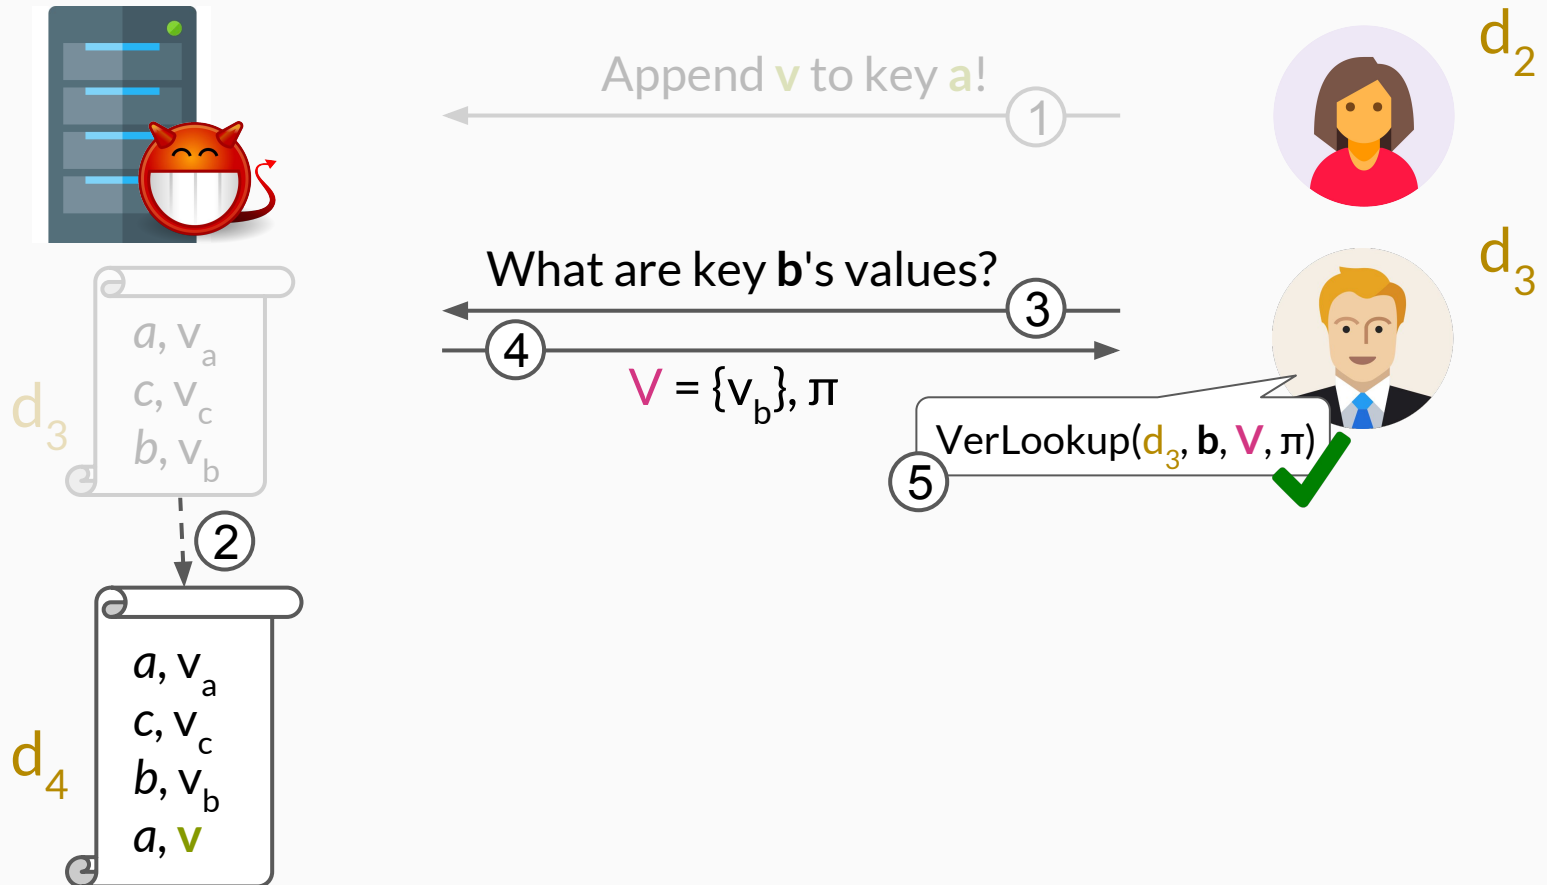 Append v to key a!
1
d2
What are key b's values?
3
d3
4
V = {vb}, π
VerLookup(d3, b, V, π)
5
d3
a, va
c, vc
b, vb
2
d4
a, va
c, vc
b, vb
a, v